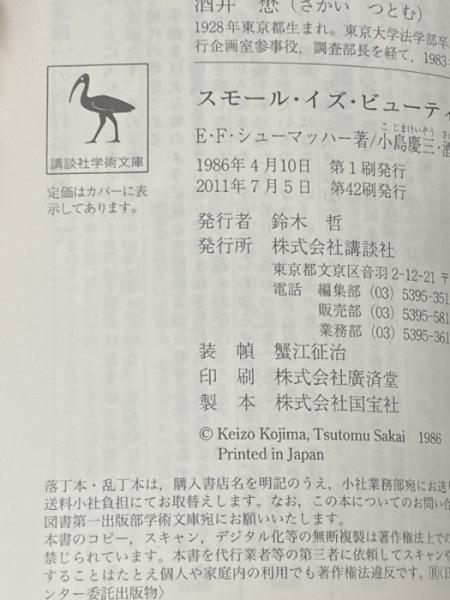 酒井 懋（さかい つとむ）
1928年東京都生まれ。東京大学法学部卒
行企画室参事役，調査部長を経て，1983
スモール・イズ・ビューティ
こじまけいぞう
E・F・シューマッハー著/小島慶三・酒
講談社学術文庫
定価はカバーに表
示してあります。
1986年4月10日 第1刷発行
2011年7月5日 第42刷発行
発行者 鈴木 哲
発行所 株式会社講談社
東京都文京区音羽 2-12-21 〒
電話 編集部 (03) 5395-351
販売部 (03) 5395-581
業務部 (03) 5395-361
装 幀 蟹江征治
印 刷 株式会社廣済堂
製 本 株式会社国宝社
© Keizo Kojima, Tsutomu Sakai 1986
Printed in Japan
落丁本・乱丁本は，購入書店名を明記のうえ，小社業務部宛にお送り
送料小社負担にてお取替えします。なお，この本についてのお問い合
図書第一出版部学術文庫宛にお願いいたします。
本書のコピー，スキャン，デジタル化等の無断複製は著作権法上での
禁じられています。本書を代行業者等の第三者に依頼してスキャンや
することはたとえ個人や家庭内の利用でも著作権法違反です。Ⓡ〈日
ンター委託出版物〉